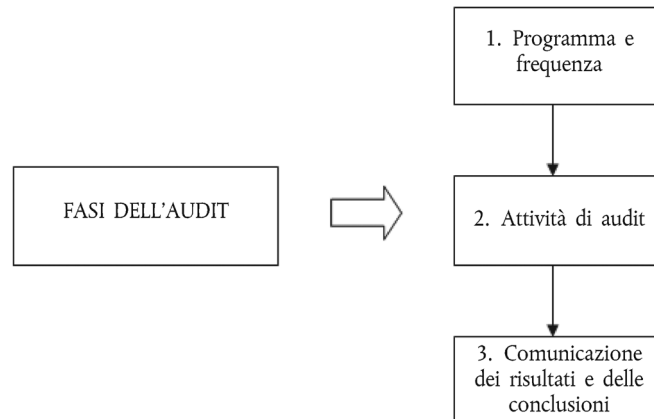 1. Programma e
frequenza
FASI DELL'AUDIT
2. Attività di audit
3. Comunicazione
dei risultati e delle
conclusioni